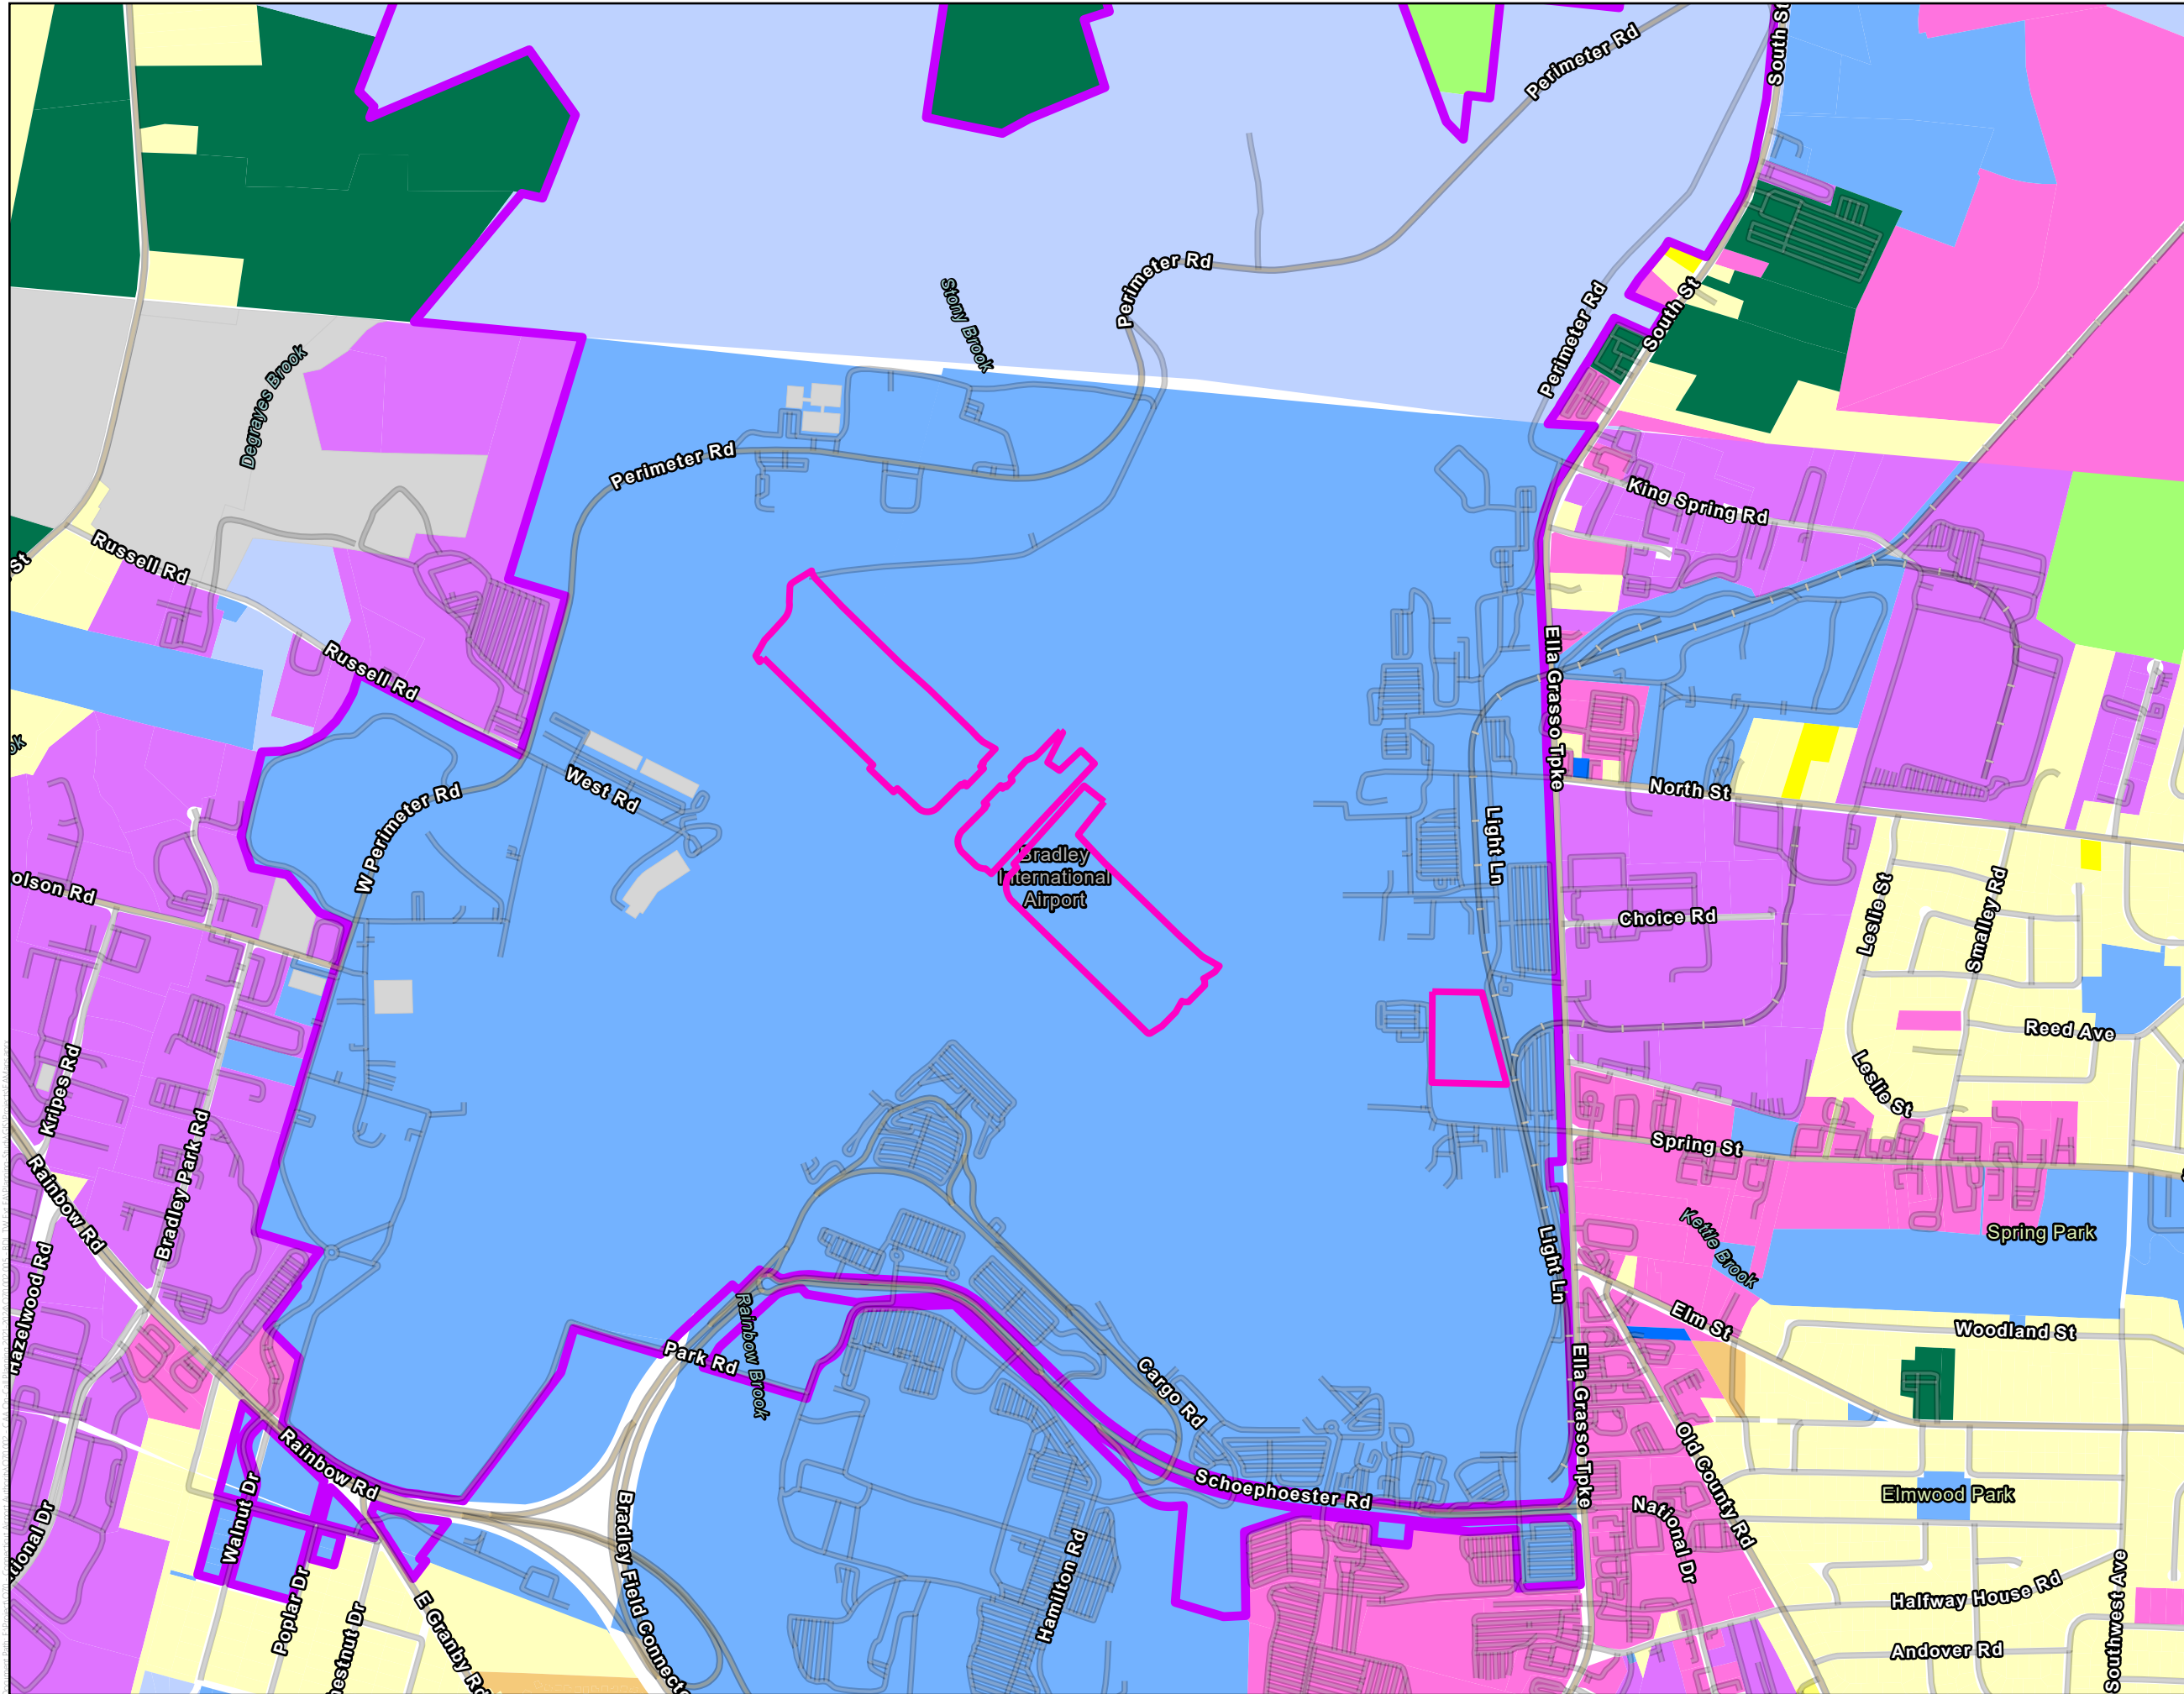 South St
Perimeter Rd
Perimeter Rd
Stony Brook
Perimeter Rd
South St
Degrayes Brook
Perimeter Rd
King Spring Rd
Russell Rd
St
Russell Rd
Ella Grasso Tpke
West Rd
W Perimeter Rd
North St
Light Ln
Bradley
International
Airport
olson Rd
Choice Rd
Leslie St
Smalley Rd
Reed Ave
Kripes Rd
Leslie St
Bradley Park Rd
Spring St
Rainbow Rd
Kettle Brook
Spring Park
Hazelwood Rd
Light Ln
Elm St
Woodland St
Rainbow Brook
Park Rd
Cargo Rd
Ella Grasso Tpke
Old County Rd
Rainbow Rd
Schoephoester Rd
Elmwood Park
Walnut Dr
National Dr
tional Dr
Bradley Field Connecto
Hamilton Rd
Halfway House Rd
Poplar Dr
estnut Dr
E Granby Rd
Andover Rd
Southwest Ave